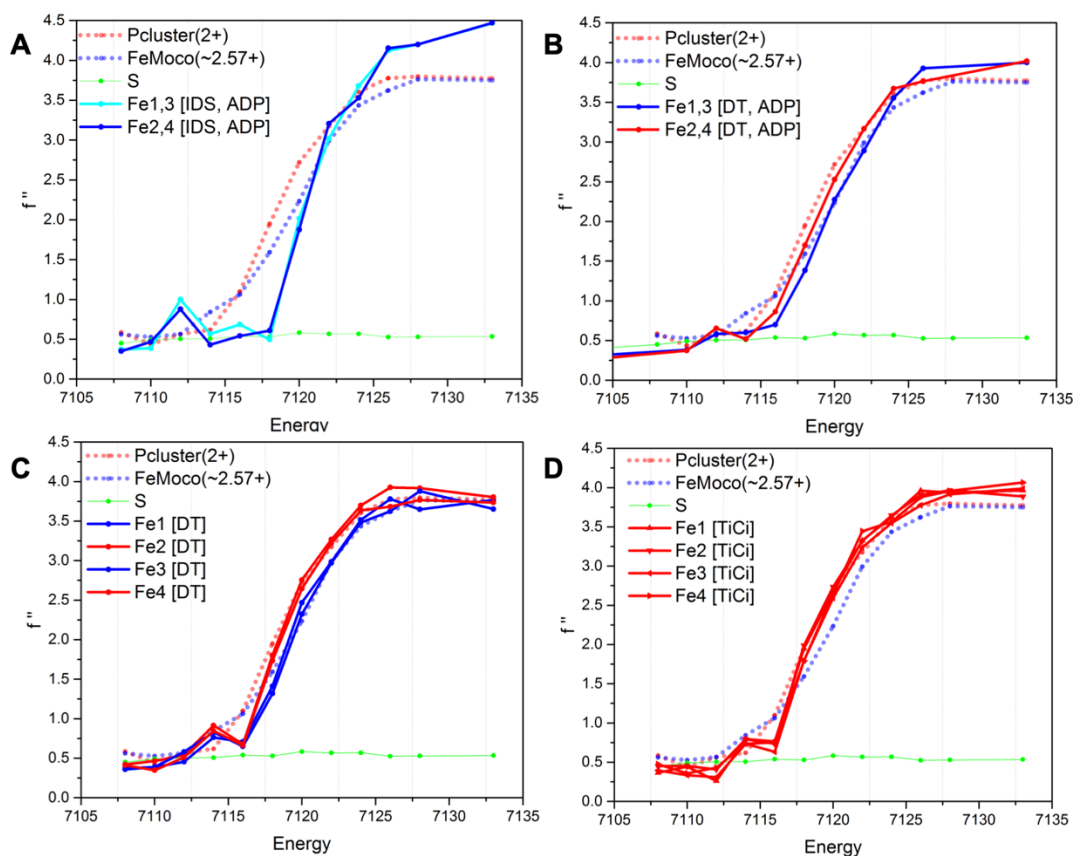 A
Pcluster(2+)
FeMoco(~2.57+)
S
Fe1,3 [IDS, ADP]
Fe2,4 [IDS, ADP]
f "
4.5
4.0
3.5
3.0
2.5
2.0
1.5
1.0
0.5
0.0
7105 7110 7115 7120 7125 7130 7135
Energy
B
Pcluster(2+)
FeMoco(~2.57+)
S
Fe1,3 [DT, ADP]
Fe2,4 [DT, ADP]
f "
4.5
4.0
3.5
3.0
2.5
2.0
1.5
1.0
0.5
0.0
7105 7110 7115 7120 7125 7130 7135
Energy
C
Pcluster(2+)
FeMoco(~2.57+)
S
Fe1 [DT]
Fe2 [DT]
Fe3 [DT]
Fe4 [DT]
f "
4.5
4.0
3.5
3.0
2.5
2.0
1.5
1.0
0.5
0.0
7105 7110 7115 7120 7125 7130 7135
Energy
D
Pcluster(2+)
FeMoco(~2.57+)
S
Fe1 [TiCi]
Fe2 [TiCi]
Fe3 [TiCi]
Fe4 [TiCi]
f "
4.5
4.0
3.5
3.0
2.5
2.0
1.5
1.0
0.5
0.0
7105 7110 7115 7120 7125 7130 7135
Energy